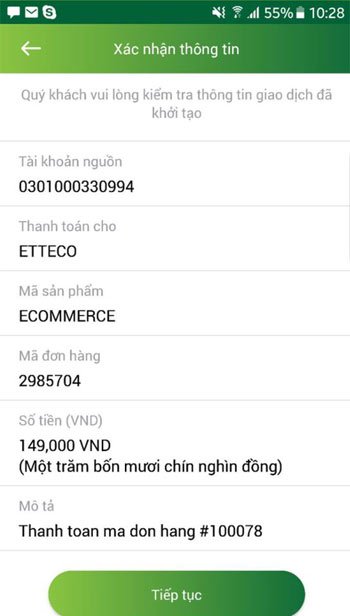 55% 10:28
Xác nhận thông tin
Quý khách vui lòng kiểm tra thông tin giao dịch đã
khởi tạo
Tài khoản nguồn
0301000330994
Thanh toán cho
ETTECO
Mã sản phẩm
ECOMMERCE
Mã đơn hàng
2985704
Số tiền (VND)
149,000 VND
(Một trăm bốn mươi chín nghìn đồng)
Mô tả
Thanh toan ma don hang #100078
Tiếp tục